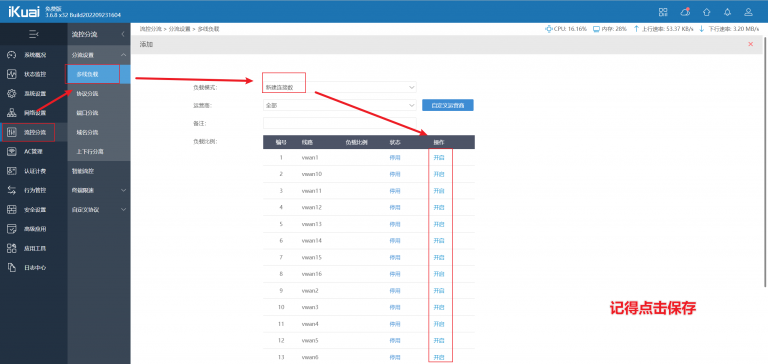 iKuai
免费版
3.6.8 x32 Build202209231604
流控分流
分流设置
多线负载
协议分流
端口分流
域名分流
上下行分离
智能流控
终端限速
自定义协议
系统概况
状态监控
系统设置
网络设置
流控分流
AC管理
认证计费
行为管控
安全设置
高级应用
应用工具
日志中心
流控分流 > 分流设置 > 多线负载
CPU: 16.16% 内存: 28% 上行速率: 53.37 KB/s 下行速率: 3.20 MB/s
添加
负载模式: 新建连接数
运营商: 全部 自定义运营商
备注:
负载比例:
编号 线路 负载比例 状态 操作
1 vwan1 停用 开启
2 vwan10 停用 开启
3 vwan11 停用 开启
4 vwan12 停用 开启
5 vwan13 停用 开启
6 vwan14 停用 开启
7 vwan15 停用 开启
8 vwan16 停用 开启
9 vwan2 停用 开启
10 vwan3 停用 开启
11 vwan4 停用 开启
12 vwan5 停用 开启
13 vwan6 停用 开启
记得点击保存